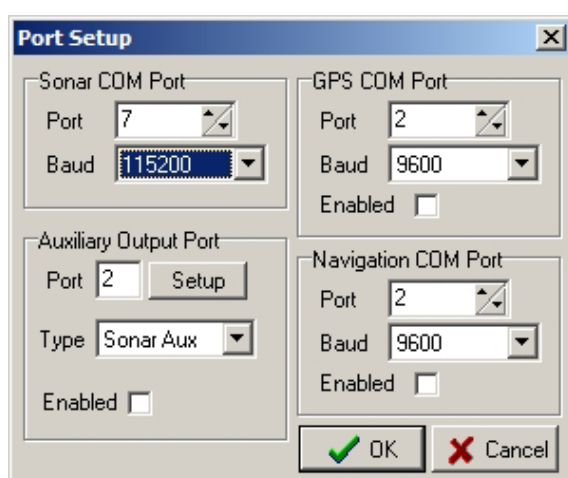 Port Setup
Sonar COM Port
Port 7
Baud 115200
Auxiliary Output Port
Port 2 Setup
Type Sonar Aux
Enabled
GPS COM Port
Port 2
Baud 9600
Enabled
Navigation COM Port
Port 2
Baud 9600
Enabled
OK Cancel